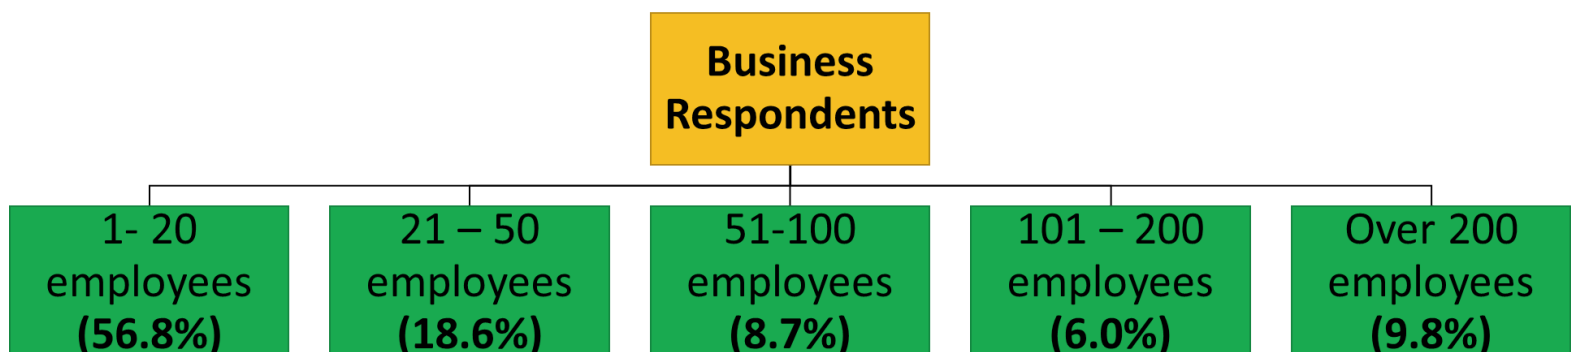 Business
Respondents
1- 20
employees
(56.8%)
21 – 50
employees
(18.6%)
51-100
employees
(8.7%)
101 – 200
employees
(6.0%)
Over 200
employees
(9.8%)